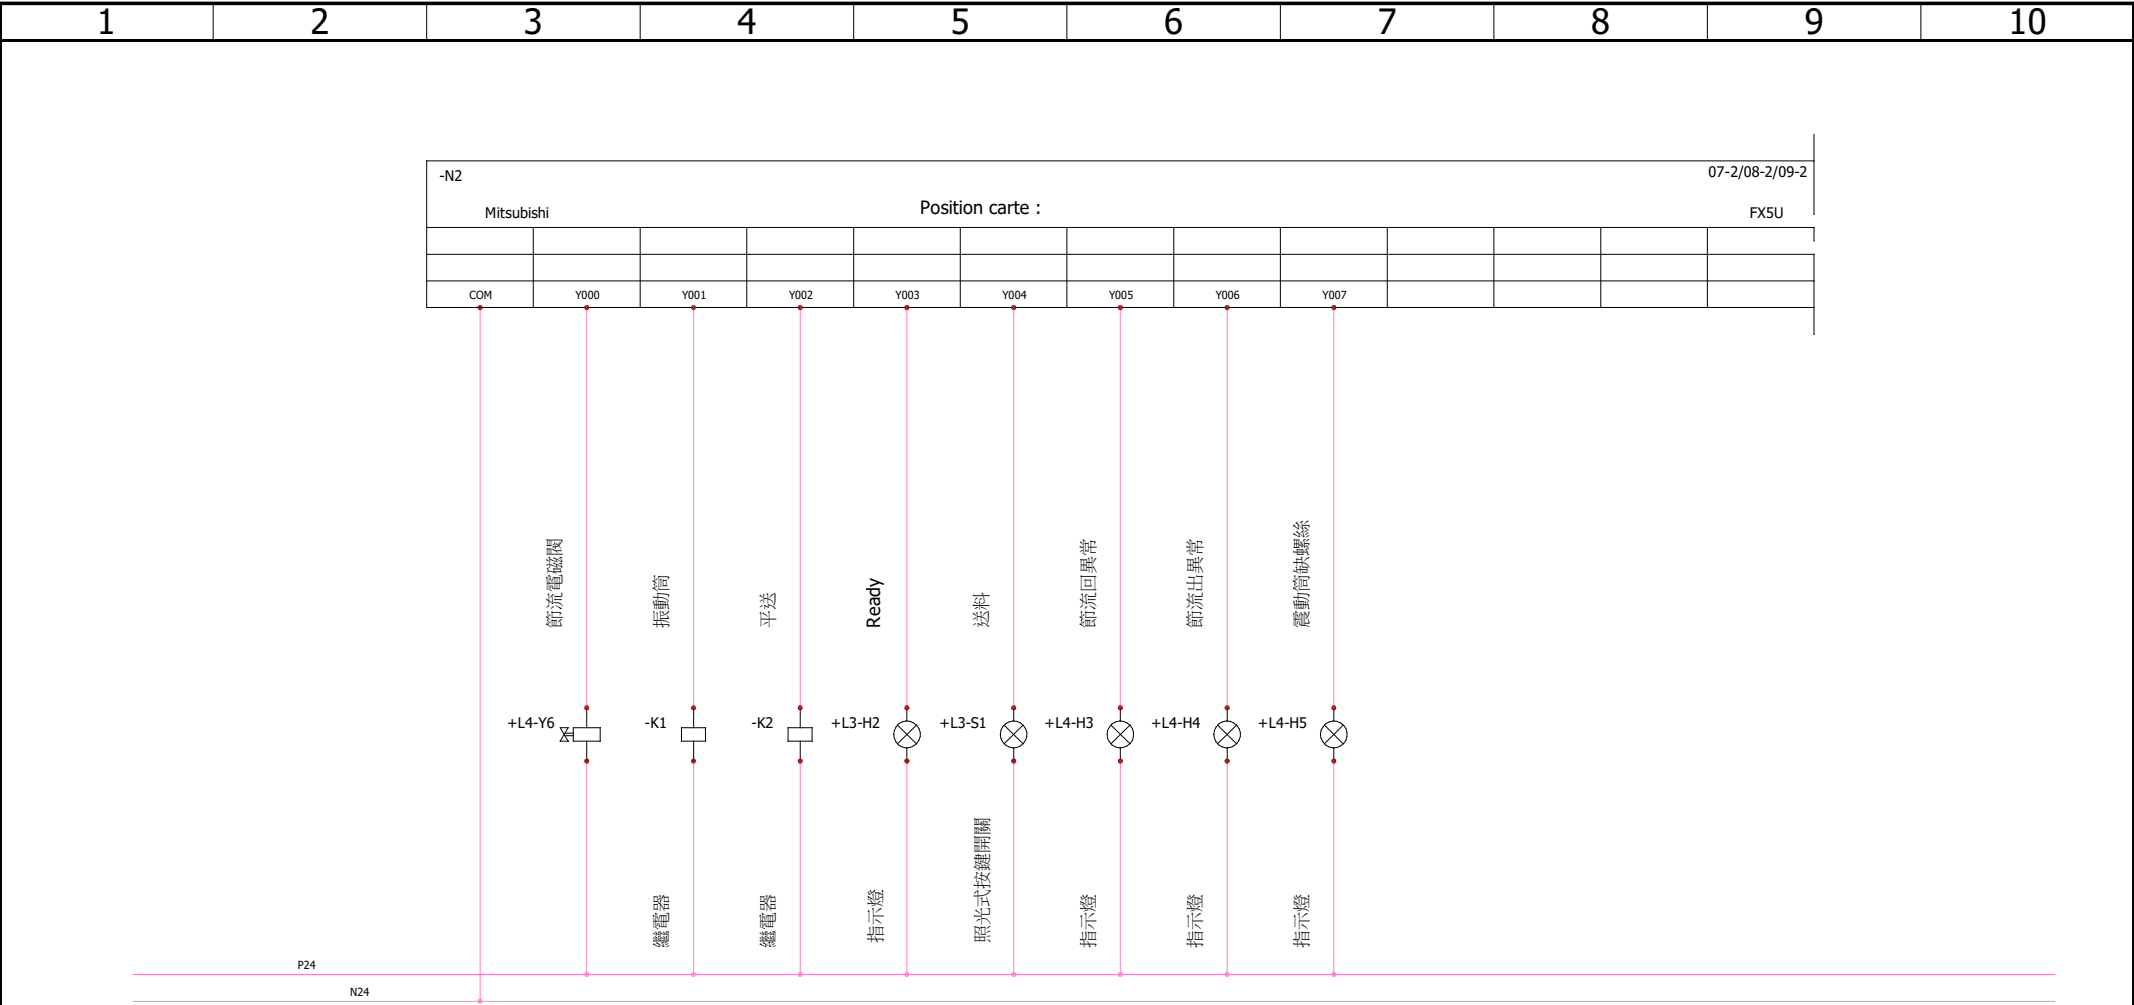 1 2 3 4 5 6 7 8 9 10
-N2 07-2/08-2/09-2
Mitsubishi Position carte : FX5U
COM Y000 Y001 Y002 Y003 Y004 Y005 Y006 Y007
節流電磁閥
振動筒
平送
Ready
送料
節流回異常
節流出異常
震動筒缺螺絲
+L4-Y6 -K1 -K2 +L3-H2 +L3-S1 +L4-H3 +L4-H4 +L4-H5
繼電器
繼電器
指示燈
照光式按鍵開關
指示燈
指示燈
指示燈
P24
N24